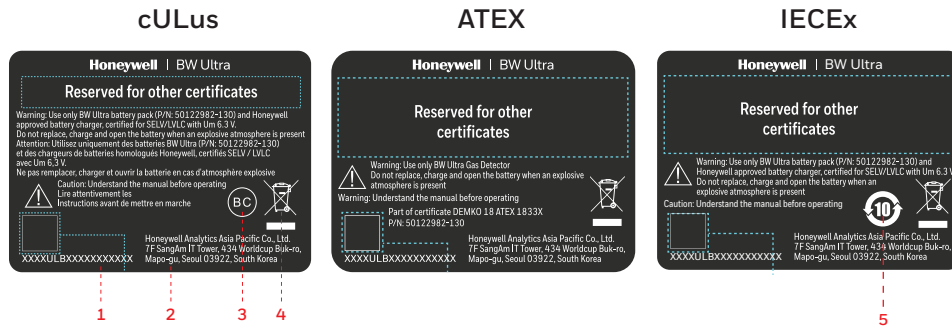 cULus
Honeywell | BW Ultra
Reserved for other certificates
Warning: Use only BW Ultra battery pack (P/N: 50122982-130) and Honeywell
approved battery charger, certified for SELV/LVLC with Um 6.3 V.
Do not replace, charge and open the battery when an explosive atmosphere is present
Attention: Utilisez uniquement des batteries BW Ultra (P/N: 50122982-130)
et des chargeurs de batteries homologués Honeywell, certifiés SELV / LVLC
avec Um 6,3 V.
Ne pas remplacer, charger et ouvrir la batterie en cas d'atmosphère explosive
Caution: Understand the manual before operating
Lire attentivement les
Instructions avant de mettre en marche
BC
Honeywell Analytics Asia Pacific Co., Ltd.
7F SangAm IT Tower, 434 Worldcup Buk-ro,
Mapo-gu, Seoul 03922, South Korea
XXXXULBXXXXXXXXXXX
1
2
3
4
ATEX
Honeywell | BW Ultra
Reserved for other
certificates
Warning: Use only BW Ultra Gas Detector
Do not replace, charge and open the battery when an explosive
atmosphere is present
Warning: Understand the manual before operating
Part of certificate DEMKO 18 ATEX 1833X
P/N: 50122982-130
Honeywell Analytics Asia Pacific Co., Ltd.
7F SangAm IT Tower, 434 Worldcup Buk-ro,
Mapo-gu, Seoul 03922, South Korea
XXXXULBXXXXXXXXXXX
IECEx
Honeywell | BW Ultra
Reserved for other
certificates
Warning: Use only BW Ultra battery pack (P/N: 50122982-130) and
Honeywell approved battery charger, certified for SELV/LVLC with Um 6.3 V
Do not replace, charge and open the battery when an
explosive atmosphere is present
Caution: Understand the manual before operating
10
Honeywell Analytics Asia Pacific Co., Ltd.
7F SangAm IT Tower, 434 Worldcup Buk-ro,
Mapo-gu, Seoul 03922, South Korea
XXXXULBXXXXXXXXXXX
5